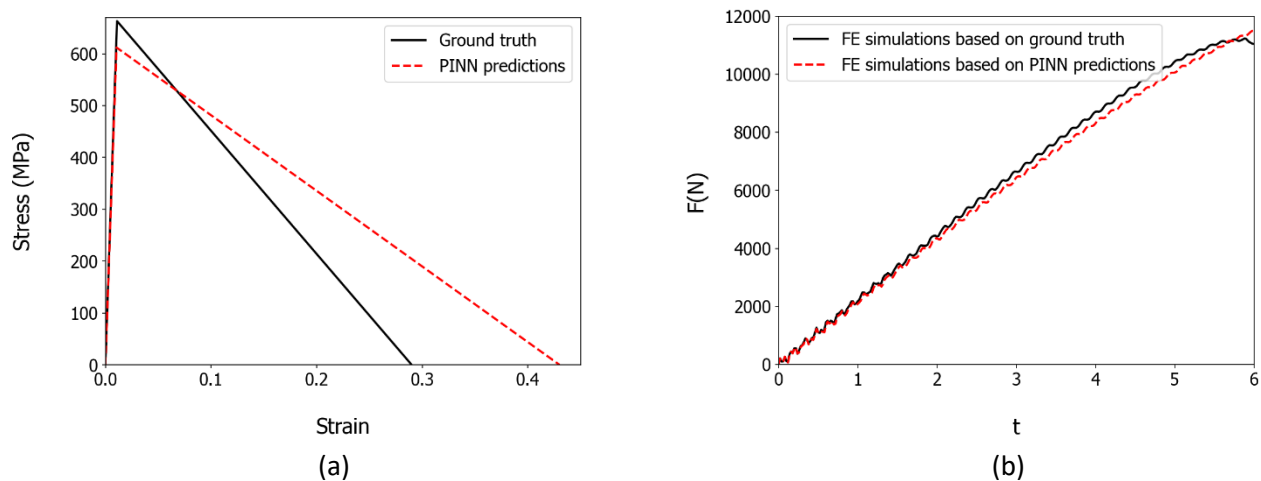 Ground truth
PINN predictions
600
500
400
300
200
100
0
0.0 0.1 0.2 0.3 0.4
Stress (MPa)
Strain
(a)
FE simulations based on ground truth
FE simulations based on PINN predictions
12000
10000
8000
6000
4000
2000
0
0 1 2 3 4 5 6
F(N)
t
(b)